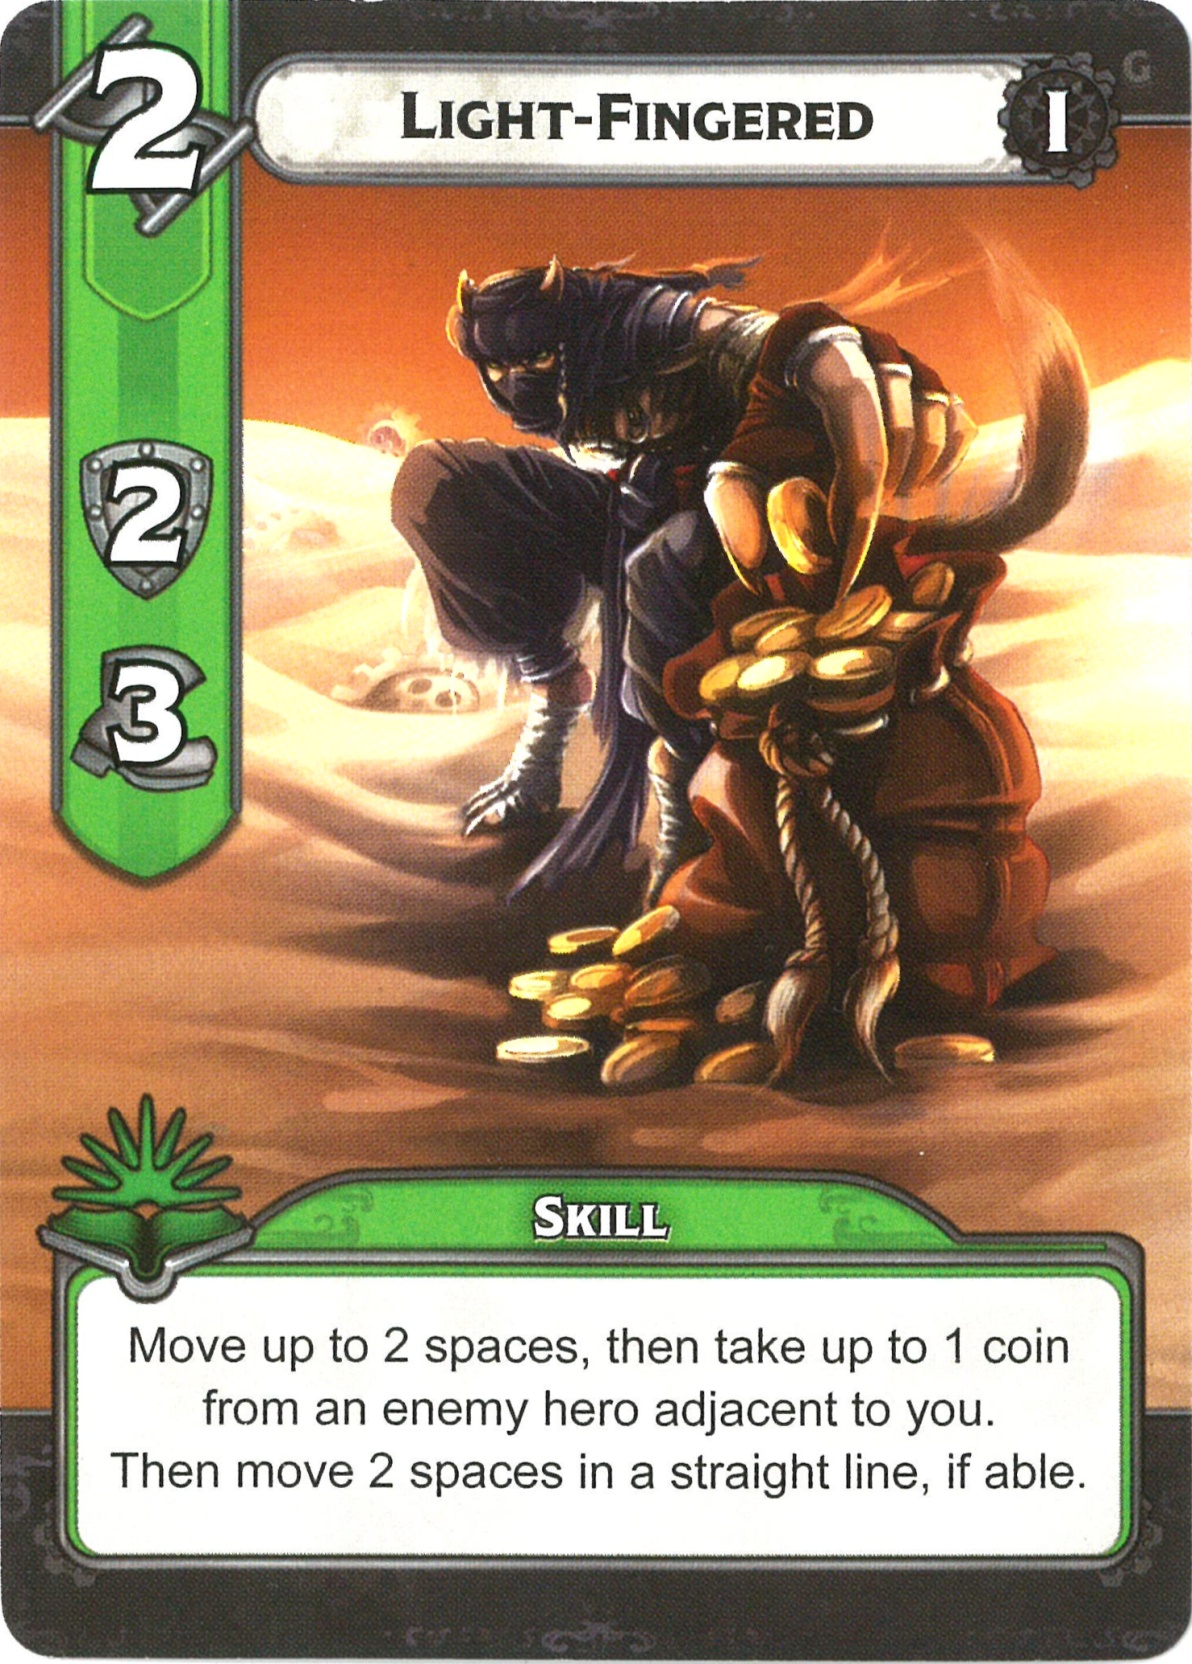 2
LIGHT-FINGERED
I
G
2
3
SKILL
Move up to 2 spaces, then take up to 1 coin
from an enemy hero adjacent to you.
Then move 2 spaces in a straight line, if able.